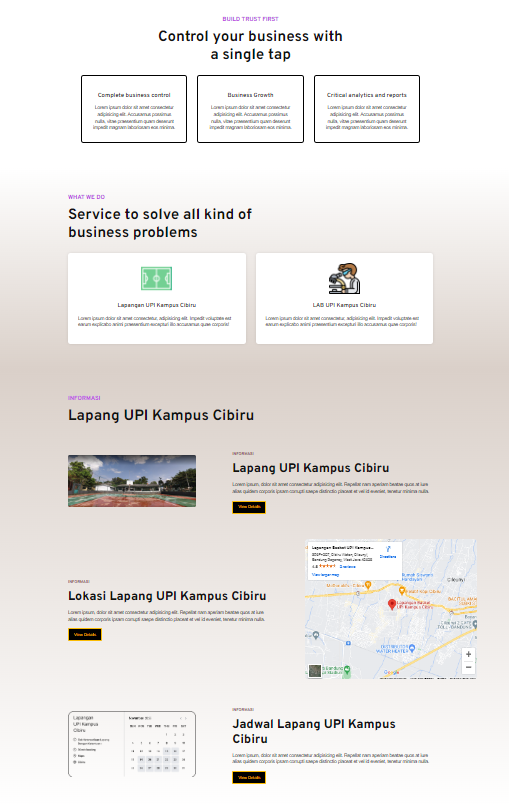 BUILD TRUST FIRST
Control your business with
a single tap
Complete business control
Lorem ipsum dolor sit amet consectetur
adipisicing elit. Accusamus possimus
nulla, vitae praesentium quam deserunt
impedit magnam laboriosam eos minima.
Business Growth
Lorem ipsum dolor sit amet consectetur
adipisicing elit. Accusamus possimus
nulla, vitae praesentium quam deserunt
impedit magnam laboriosam eos minima.
Critical analytics and reports
Lorem ipsum dolor sit amet consectetur
adipisicing elit. Accusamus possimus
nulla, vitae praesentium quam deserunt
impedit magnam laboriosam eos minima.
WHAT WE DO
Service to solve all kind of
business problems
Lapangan UPI Kampus Cibiru
Lorem ipsum dolor sit amet consectetur, adipisicing elit. Impedit voluptate est
earum explicabo animi praesentium excepturi illo accusamus quae corporis!
LAB UPI Kampus Cibiru
Lorem ipsum dolor sit amet consectetur, adipisicing elit. Impedit voluptate est
earum explicabo animi praesentium excepturi illo accusamus quae corporis!
INFORMASI
Lapang UPI Kampus Cibiru
INFORMASI
Lapang UPI Kampus Cibiru
Lorem ipsum, dolor sit amet consectetur adipisicing elit. Repellat nam aperiam beatae quo at iure
alias quidem corporis ipsum corrupti saepe distinctio placeat et vel id eveniet, tenetur minima nulla.
View Details
INFORMASI
Lokasi Lapang UPI Kampus Cibiru
Lorem ipsum, dolor sit amet consectetur adipisicing elit. Repellat nam aperiam beatae quo at iure
alias quidem corporis ipsum corrupti saepe distinctio placeat et vel id eveniet, tenetur minima nulla.
View Details
Lapangan Basket UPI Kampus...
Directions
4.8
View larger map
Cileunyi
Lapangan Basket
UPI Kampus Cibiru
Google
INFORMASI
Jadwal Lapang UPI Kampus
Cibiru
Lorem ipsum, dolor sit amet consectetur adipisicing elit. Repellat nam aperiam beatae quo at iure
alias quidem corporis ipsum corrupti saepe distinctio placeat et vel id eveniet, tenetur minima nulla.
View Details
Lapangan
UPI Kampus
Cibiru